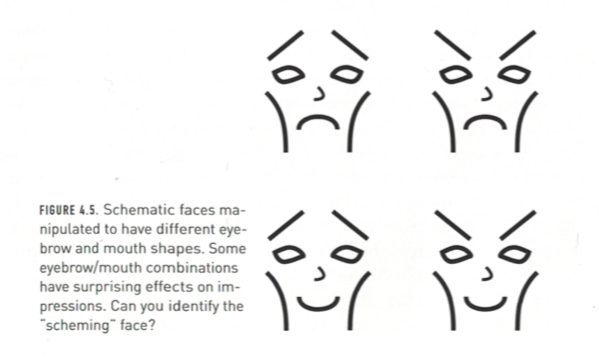 FIGURE 4.5. Schematic faces ma-
nipulated to have different eye-
brow and mouth shapes. Some
eyebrow/mouth combinations
have surprising effects on im-
pressions. Can you identify the
“scheming” face?